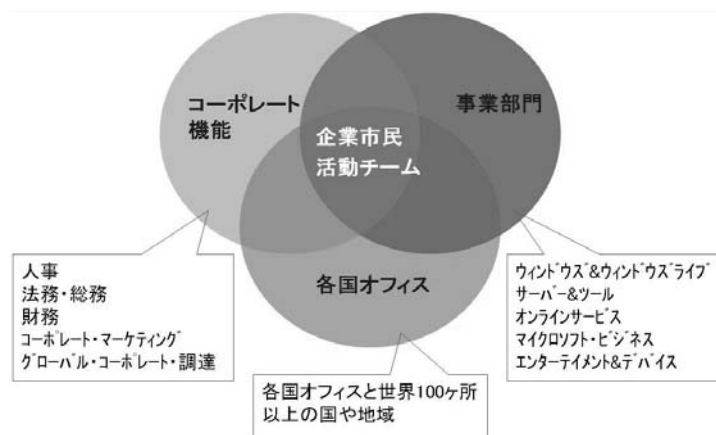 コーポレート
機能
事業部門
企業市民
活動チーム
各国オフィス
人事
法務・総務
財務
ｺｰﾎﾟﾚｰﾄ・ﾏｰｹﾃｨﾝｸﾞ
ｸﾞﾛｰﾊﾞﾙ・ｺｰﾎﾟﾚｰﾄ・調達
ｳｨﾝﾄﾞｳｽﾞ&ｳｨﾝﾄﾞｳｽﾞﾗｲﾌﾞ
ｻｰﾊﾞｰ&ﾂｰﾙ
ｵﾝﾗｲﾝｻｰﾋﾞｽ
ﾏｲｸﾛｿﾌﾄ・ﾋﾞｼﾞﾈｽ
ｴﾝﾀｰﾃｲﾒﾝﾄ&ﾃﾞﾊﾞｲｽ
各国オフィスと世界100ヶ所
以上の国や地域